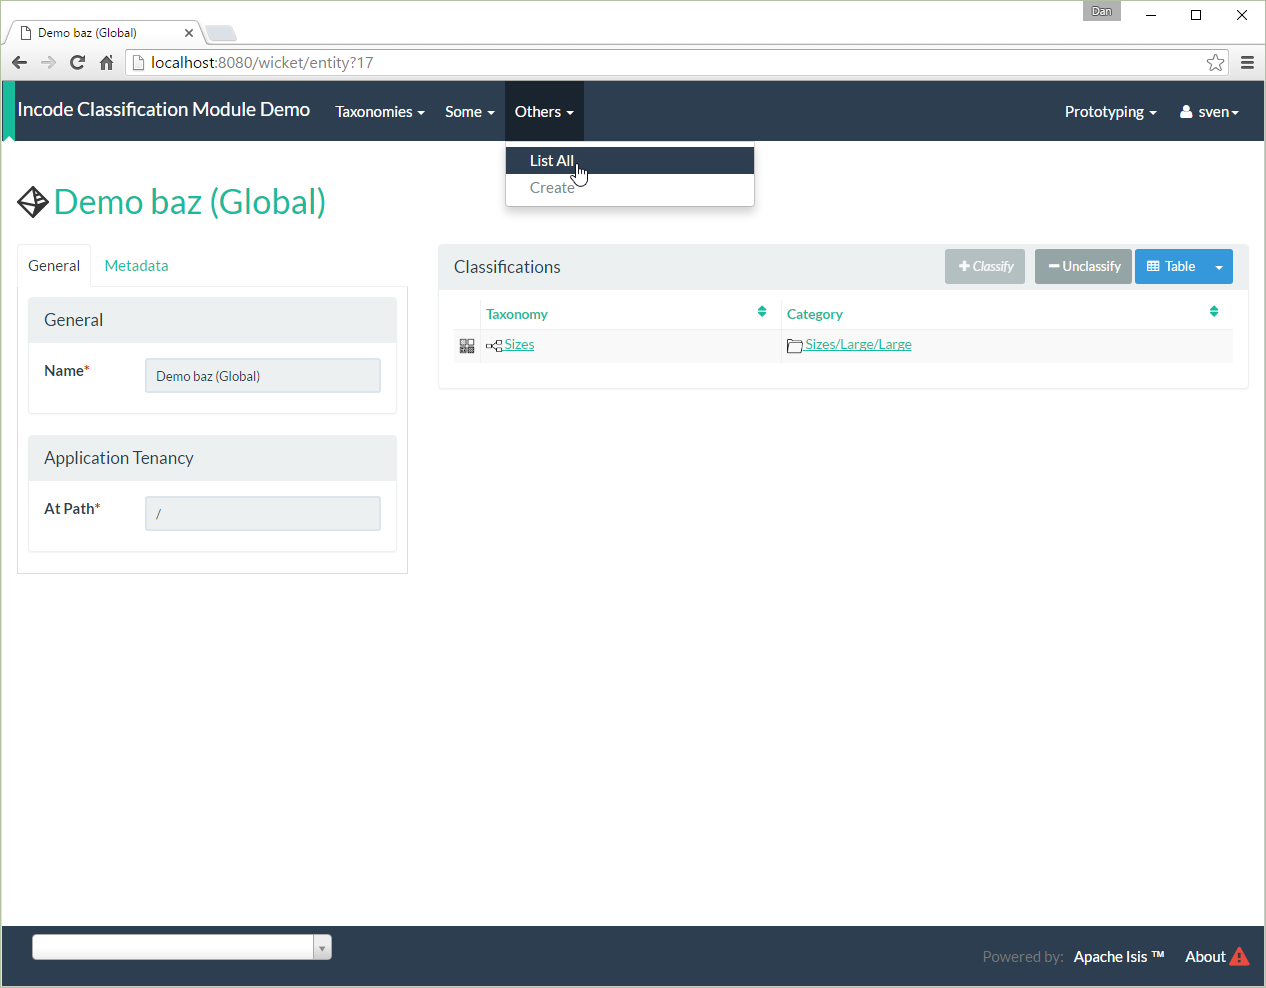 Dan
Demo baz (Global)
localhost:8080/wicket/entity?17
Incode Classification Module Demo Taxonomies Some Others Prototyping sven
List All
Create
Demo baz (Global)
General Metadata
Classifications Classify Unclassify Table
General
Taxonomy Category
Sizes Sizes/Large/Large
Name* Demo baz (Global)
Application Tenancy
At Path* /
Powered by: Apache Isis ™ About